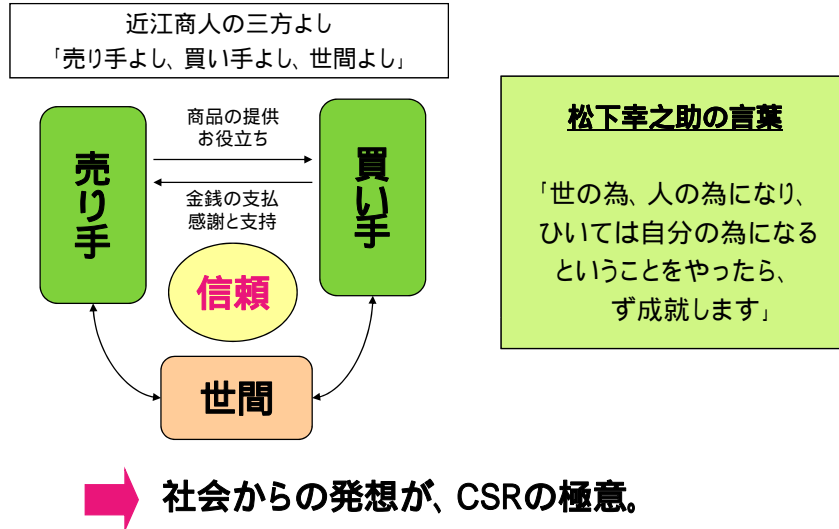 近江商人の三方よし
「売り手よし、買い手よし、世間よし」
売り手
商品の提供
お役立ち
金銭の支払
感謝と支持
買い手
信頼
世間
松下幸之助の言葉
「世の為、人の為になり、
ひいては自分の為になる
ということをやったら、
ず成就します」
社会からの発想が、CSRの極意。